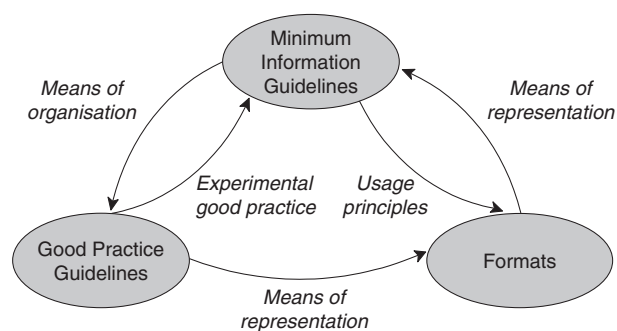 Minimum
Information
Guidelines
Means of
organisation
Means of
representation
Experimental
good practice
Usage
principles
Good Practice
Guidelines
Formats
Means of
representation